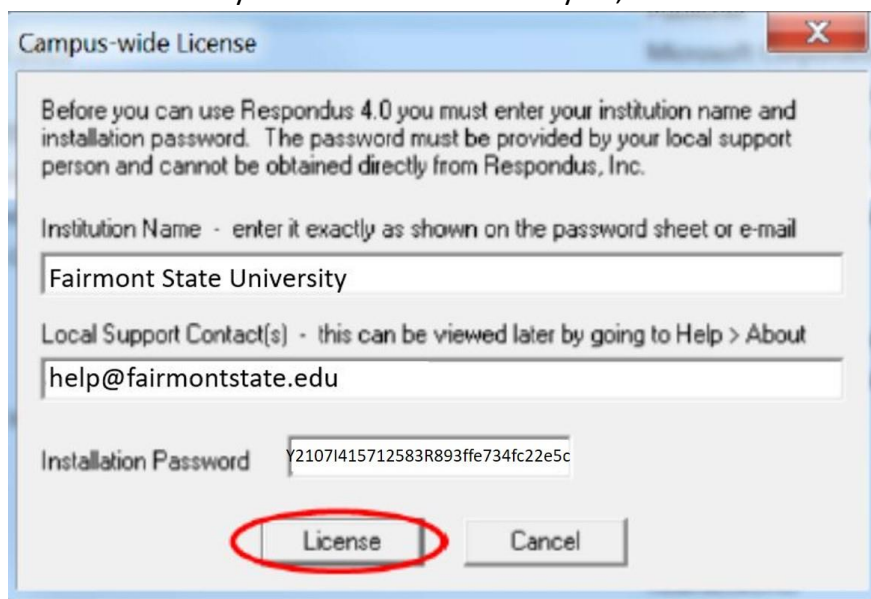 Campus-wide License
X
Before you can use Respondus 4.0 you must enter your institution name and
installation password. The password must be provided by your local support
person and cannot be obtained directly from Respondus, Inc.
Institution Name - enter it exactly as shown on the password sheet or e-mail
Fairmont State University
Local Support Contact(s) - this can be viewed later by going to Help > About
help@fairmontstate.edu
Installation Password Y2107I415712583R893ffe734fc22e5c
License Cancel